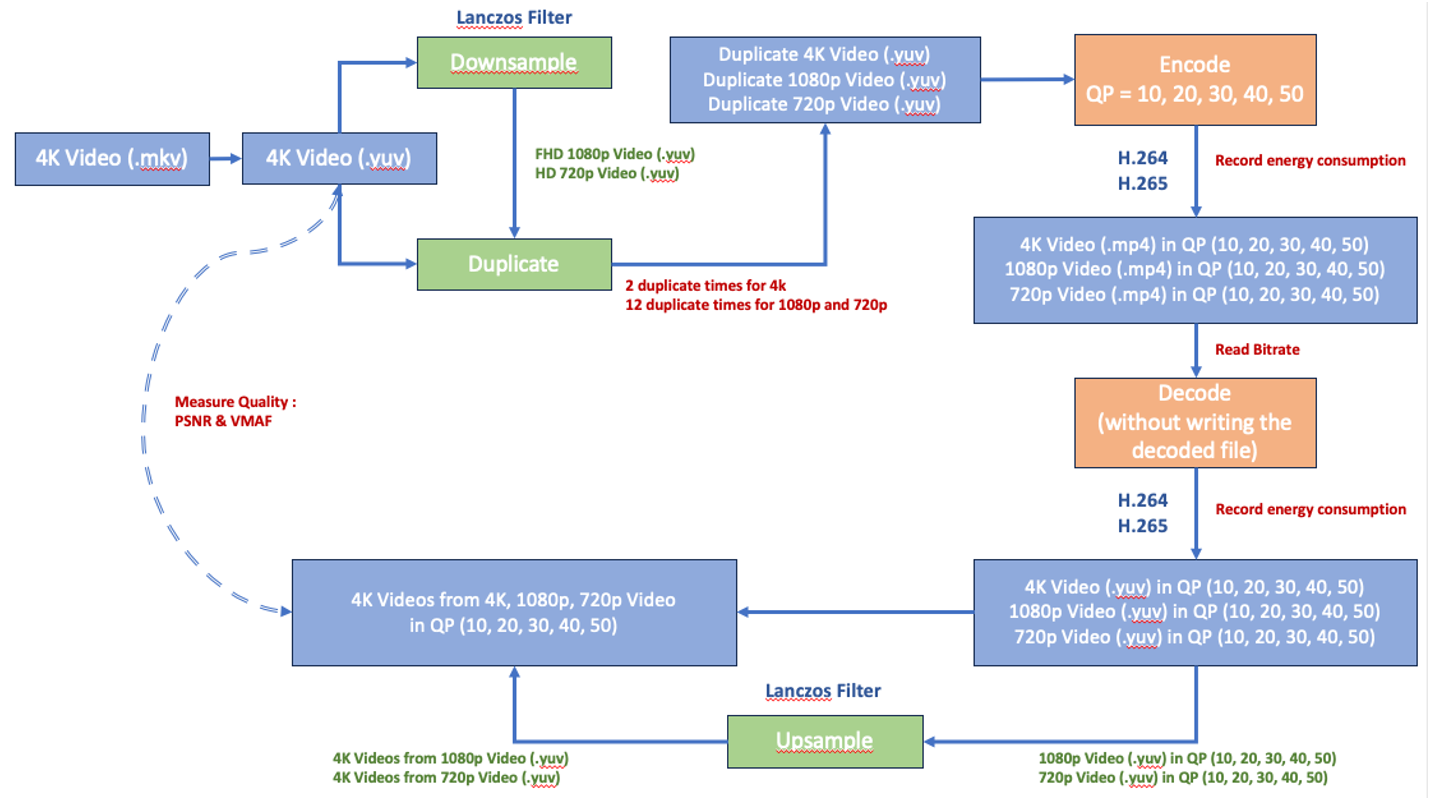 Lanczos Filter
Downsample
Duplicate 4K Video (.yuv)
Duplicate 1080p Video (.yuv)
Duplicate 720p Video (.yuv)
Encode
QP = 10, 20, 30, 40, 50
4K Video (.mkv)
4K Video (.yuv)
FHD 1080p Video (.yuv)
HD 720p Video (.yuv)
H.264
H.265
Record energy consumption
Duplicate
2 duplicate times for 4k
12 duplicate times for 1080p and 720p
4K Video (.mp4) in QP (10, 20, 30, 40, 50)
1080p Video (.mp4) in QP (10, 20, 30, 40, 50)
720p Video (.mp4) in QP (10, 20, 30, 40, 50)
Read Bitrate
Decode
(without writing the
decoded file)
Measure Quality :
PSNR & VMAF
H.264
H.265
Record energy consumption
4K Videos from 4K, 1080p, 720p Video
in QP (10, 20, 30, 40, 50)
4K Video (.yuv) in QP (10, 20, 30, 40, 50)
1080p Video (.yuv) in QP (10, 20, 30, 40, 50)
720p Video (.yuv) in QP (10, 20, 30, 40, 50)
Lanczos Filter
Upsample
4K Videos from 1080p Video (.yuv)
4K Videos from 720p Video (.yuv)
1080p Video (.yuv) in QP (10, 20, 30, 40, 50)
720p Video (.yuv) in QP (10, 20, 30, 40, 50)